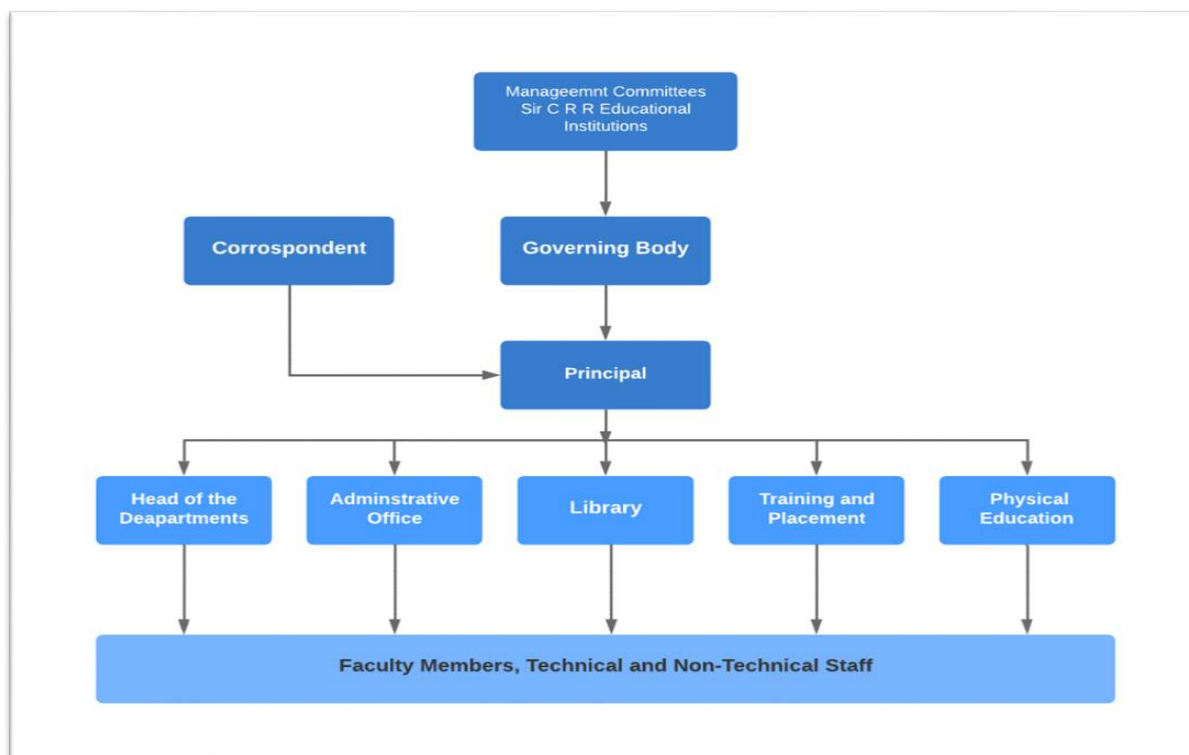 Manageemnt Committees
Sir C R R Educational
Institutions
Corrospondent
Governing Body
Principal
Head of the
Deapartments
Adminstrative
Office
Library
Training and
Placement
Physical
Education
Faculty Members, Technical and Non-Technical Staff